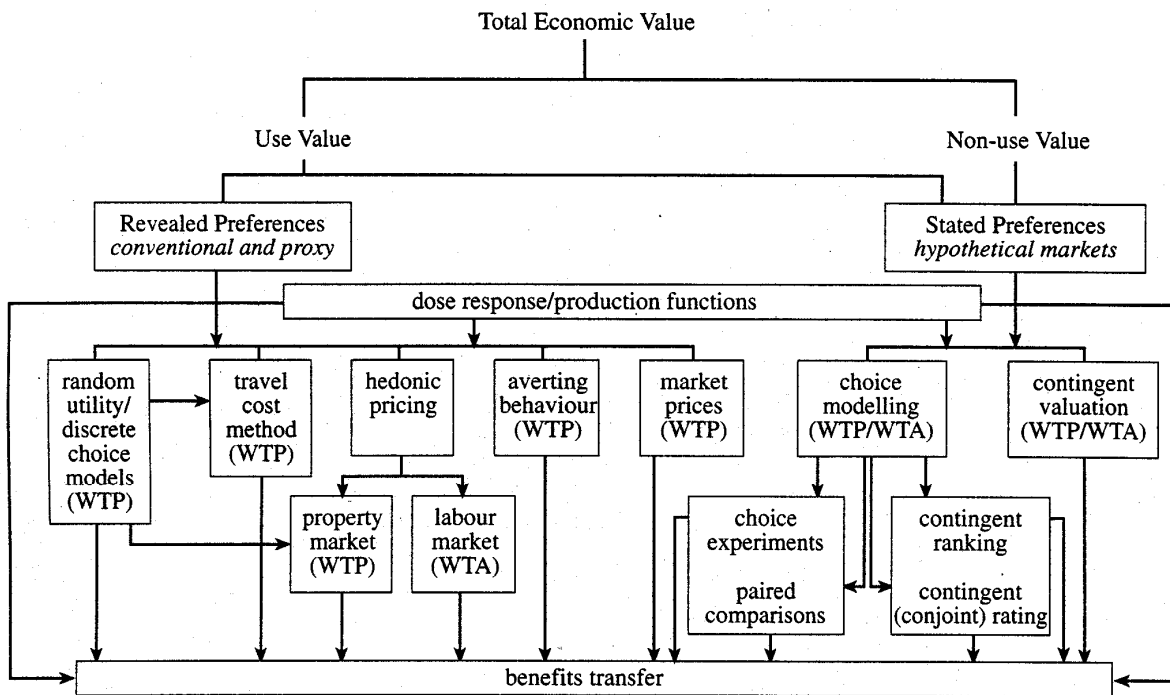 Total Economic Value
Use Value
Non-use Value
Revealed Preferences
conventional and proxy
Stated Preferences
hypothetical markets
dose response/production functions
random
utility/
discrete
choice
models
(WTP)
travel
cost
method
(WTP)
hedonic
pricing
averting
behaviour
(WTP)
market
prices
(WTP)
choice
modelling
(WTP/WTA)
contingent
valuation
(WTP/WTA)
property
market
(WTP)
labour
market
(WTA)
choice
experiments
paired
comparisons
contingent
ranking
contingent
(conjoint) rating
benefits transfer